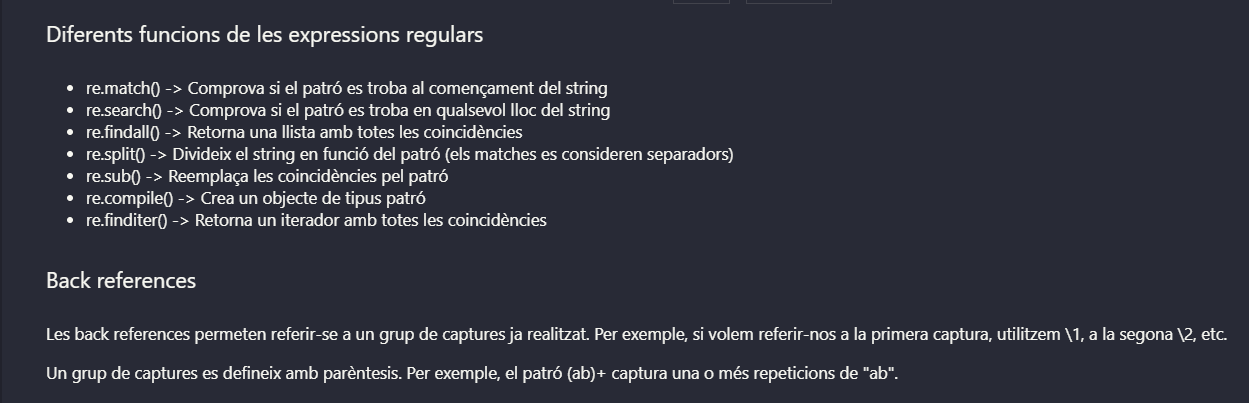 Diferents funcions de les expressions regulars
• re.match() -> Comprova si el patró es troba al començament del string
• re.search() -> Comprova si el patró es troba en qualsevol lloc del string
• re.findall() -> Retorna una llista amb totes les coincidències
• re.split() -> Divideix el string en funció del patró (els matches es consideren separadors)
• re.sub() -> Reemplaça les coincidències pel patró
• re.compile() -> Crea un objecte de tipus patró
• re.finditer() -> Retorna un iterador amb totes les coincidències
Back references
Les back references permeten referir-se a un grup de captures ja realitzat. Per exemple, si volem referir-nos a la primera captura, utilitzem \1, a la segona \2, etc.
Un grup de captures es defineix amb parèntesis. Per exemple, el patró (ab)+ captura una o més repeticions de "ab".